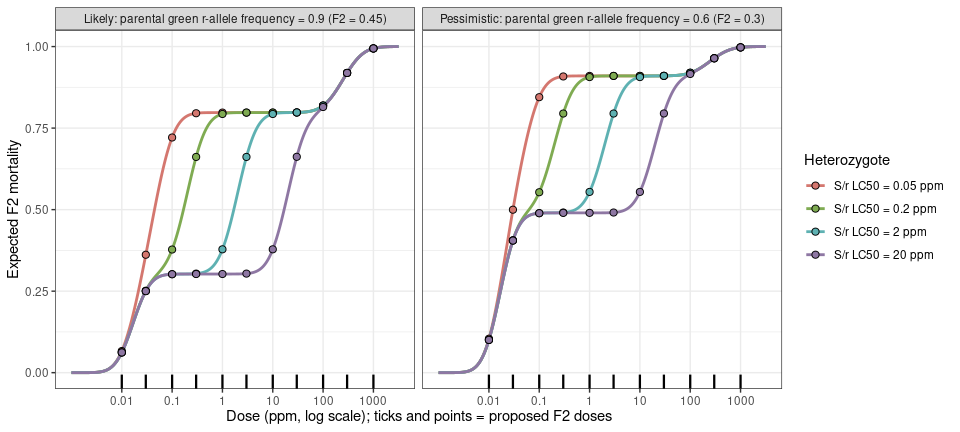 Likely: parental green r-allele frequency = 0.9 (F2 = 0.45)
Pessimistic: parental green r-allele frequency = 0.6 (F2 = 0.3)
Expected F2 mortality
1.00
0.75
0.50
0.25
0.00
0.01
0.1
1
10
100
1000
0.01
0.1
1
10
100
1000
Dose (ppm, log scale); ticks and points = proposed F2 doses
Heterozygote
S/r LC50 = 0.05 ppm
S/r LC50 = 0.2 ppm
S/r LC50 = 2 ppm
S/r LC50 = 20 ppm